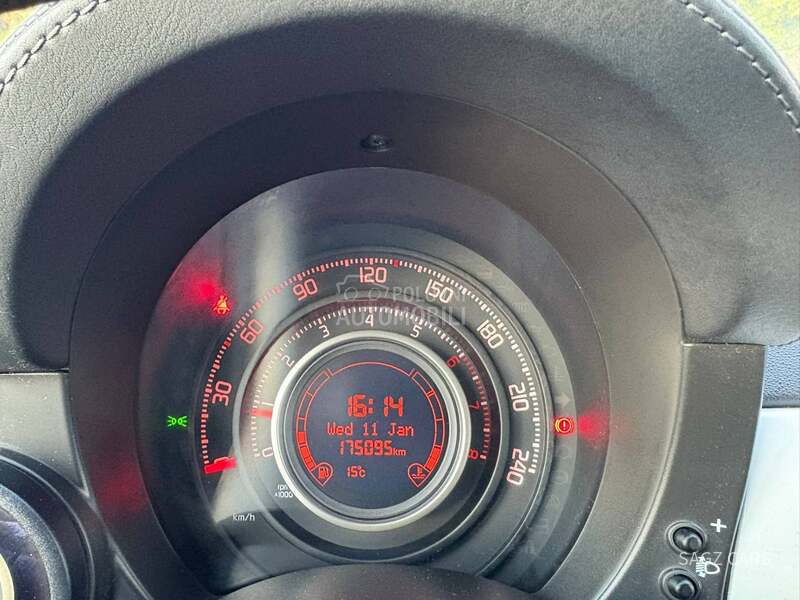 30 60 90 120 150 180 210 240
0 1 2 3 4 5 6 7 8
POLOVNI
AUTOMOBILI
16:14
Wed 11 Jan
175095km
15°C
rpm
x1000
km/h
+
SAGZ CARS